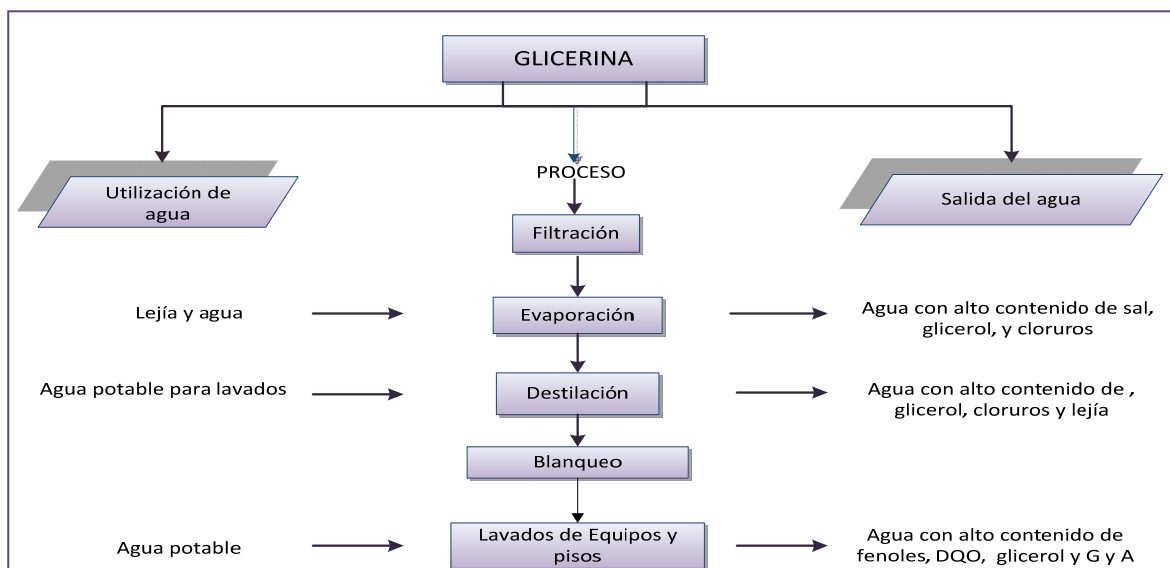 GLICERINA
Utilización de
agua
PROCESO
Salida del agua
Filtración
Lejía y agua
Evaporación
Agua con alto contenido de sal,
glicerol, y cloruros
Agua potable para lavados
Destilación
Agua con alto contenido de ,
glicerol, cloruros y lejía
Blanqueo
Agua potable
Lavados de Equipos y
pisos
Agua con alto contenido de
fenoles, DQO, glicerol y G y A